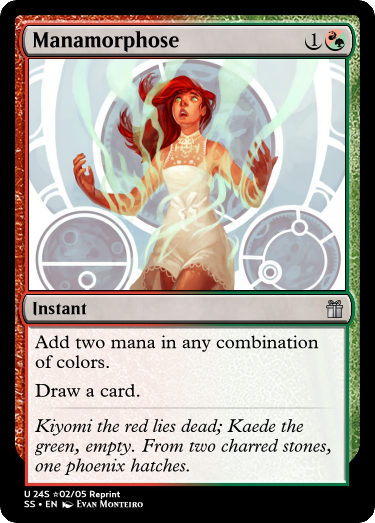 Manamorphose 1
Instant
Add two mana in any combination
of colors.
Draw a card.
Kiyomi the red lies dead; Kaede the
green, empty. From two charred stones,
one phoenix hatches.
U 24S ☆02/05 Reprint
SS • EN Evan Monteiro